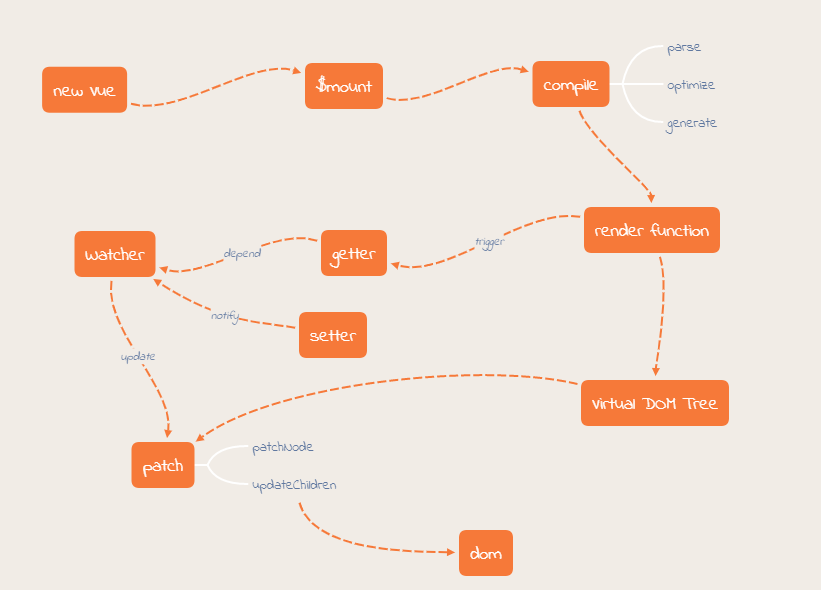 new Vue
$mount
compile
parse
optimize
generate
render function
trigger
getter
depend
watcher
setter
notify
update
virtual DOM Tree
patch
patchNode
updateChildren
dom